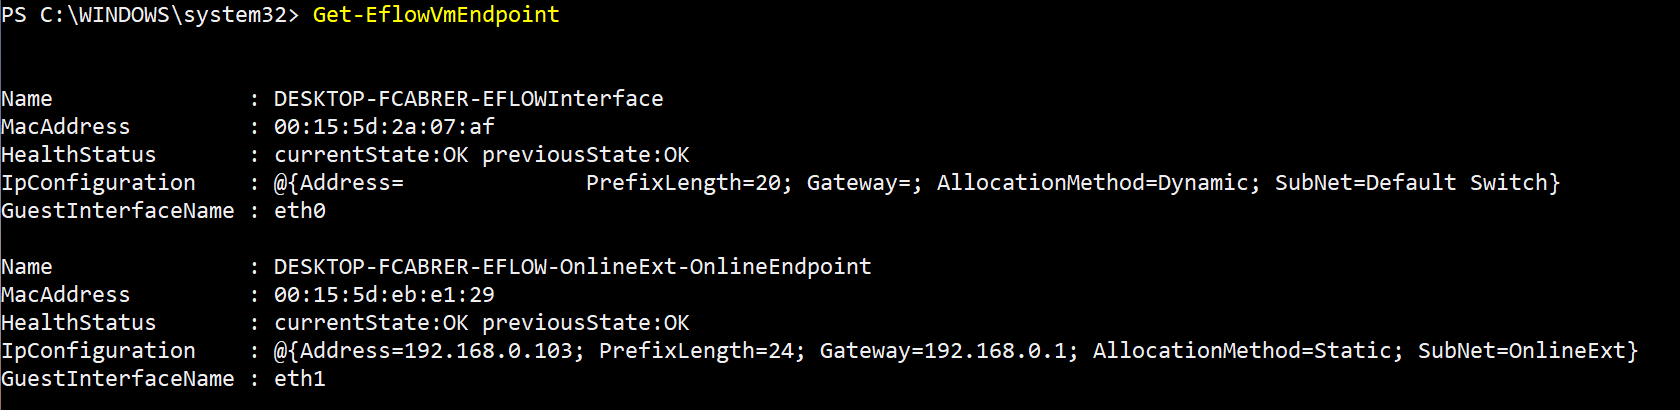 PS C:\WINDOWS\system32> Get-EflowVmEndpoint
Name               : DESKTOP-FCABRER-EFLOWInterface
MacAddress         : 00:15:5d:2a:07:af
HealthStatus       : currentState:OK previousState:OK
IpConfiguration    : @{Address=              PrefixLength=20; Gateway=; AllocationMethod=Dynamic; SubNet=Default Switch}
GuestInterfaceName : eth0
Name               : DESKTOP-FCABRER-EFLOW-OnlineExt-OnlineEndpoint
MacAddress         : 00:15:5d:eb:e1:29
HealthStatus       : currentState:OK previousState:OK
IpConfiguration    : @{Address=192.168.0.103; PrefixLength=24; Gateway=192.168.0.1; AllocationMethod=Static; SubNet=OnlineExt}
GuestInterfaceName : eth1